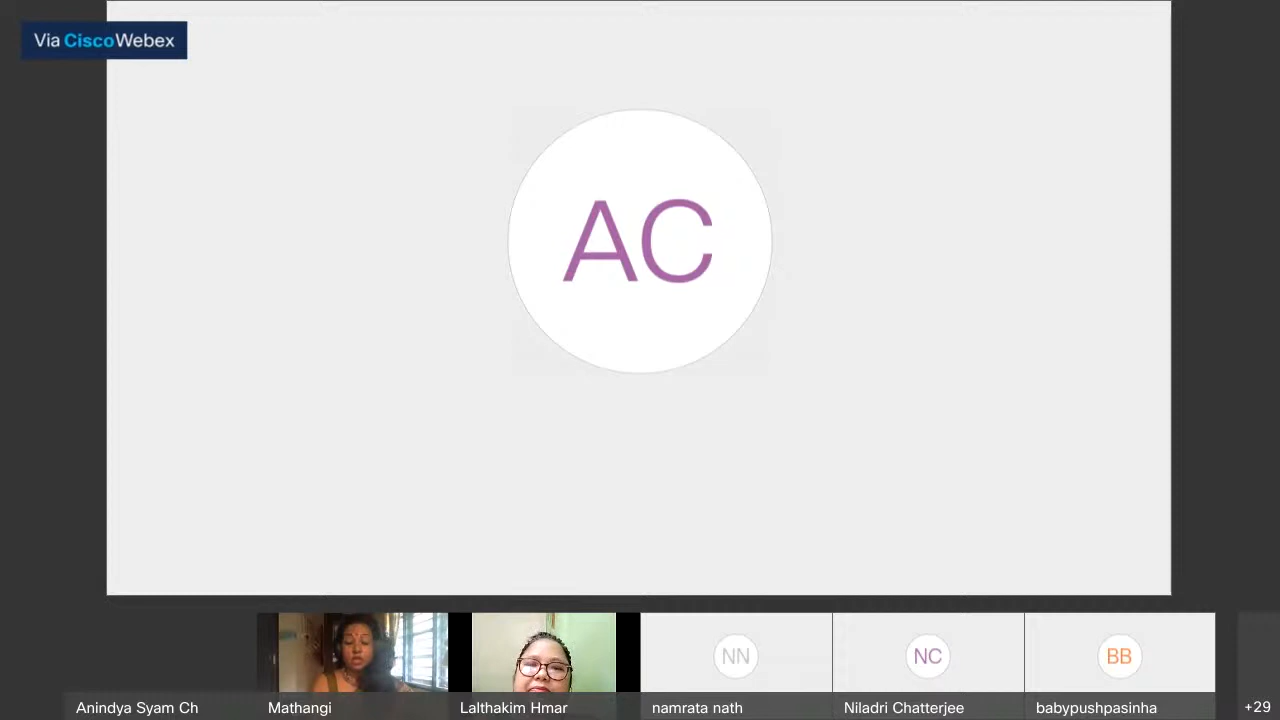 Via CiscoWebex
AC
NN
NC
BB
Anindya Syam Ch
Mathangi
Lalthakim Hmar
namrata nath
Niladri Chatterjee
babypushpasinha
+29